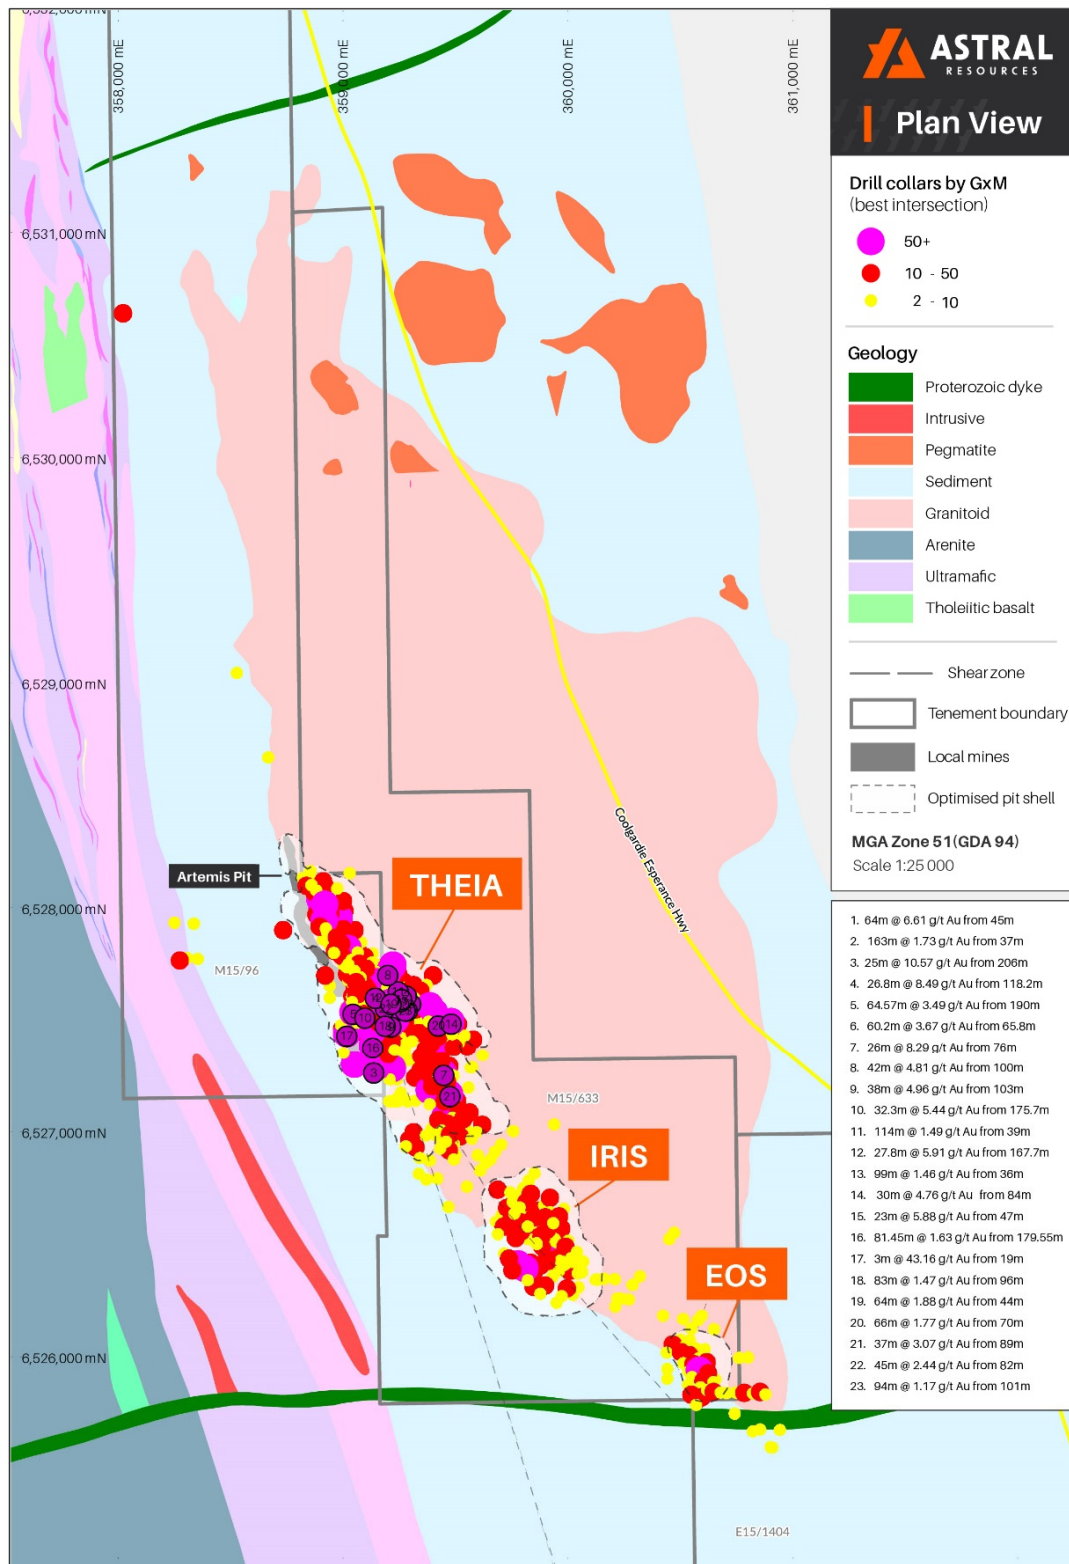 6,532,000 mN
358,000 mE
359,000 mE
360,000 mE
361,000 mE
ASTRAL
RESOURCES
Plan View
Drill collars by GxM
(best intersection)
50+
10 - 50
2 - 10
Geology
Proterozoic dyke
Intrusive
Pegmatite
Sediment
Granitoid
Arenite
Ultramafic
Tholeiitic basalt
Shear zone
Tenement boundary
Local mines
Optimised pit shell
MGA Zone 51(GDA 94)
Scale 1:25 000
6,531,000 mN
6,530,000 mN
6,529,000 mN
6,528,000 mN
6,527,000 mN
6,526,000 mN
Coolgardie Esperance Hwy
Artemis Pit
THEIA
M15/96
8
10
17
18
16
3
20
14
7
21
M15/633
IRIS
EOS
E15/1404
1. 64m @ 6.61 g/t Au from 45m
2. 163m @ 1.73 g/t Au from 37m
3. 25m @ 10.57 g/t Au from 206m
4. 26.8m @ 8.49 g/t Au from 118.2m
5. 64.57m @ 3.49 g/t Au from 190m
6. 60.2m @ 3.67 g/t Au from 65.8m
7. 26m @ 8.29 g/t Au from 76m
8. 42m @ 4.81 g/t Au from 100m
9. 38m @ 4.96 g/t Au from 103m
10. 32.3m @ 5.44 g/t Au from 175.7m
11. 114m @ 1.49 g/t Au from 39m
12. 27.8m @ 5.91 g/t Au from 167.7m
13. 99m @ 1.46 g/t Au from 36m
14. 30m @ 4.76 g/t Au from 84m
15. 23m @ 5.88 g/t Au from 47m
16. 81.45m @ 1.63 g/t Au from 179.55m
17. 3m @ 43.16 g/t Au from 19m
18. 83m @ 1.47 g/t Au from 96m
19. 64m @ 1.88 g/t Au from 44m
20. 66m @ 1.77 g/t Au from 70m
21. 37m @ 3.07 g/t Au from 89m
22. 45m @ 2.44 g/t Au from 82m
23. 94m @ 1.17 g/t Au from 101m